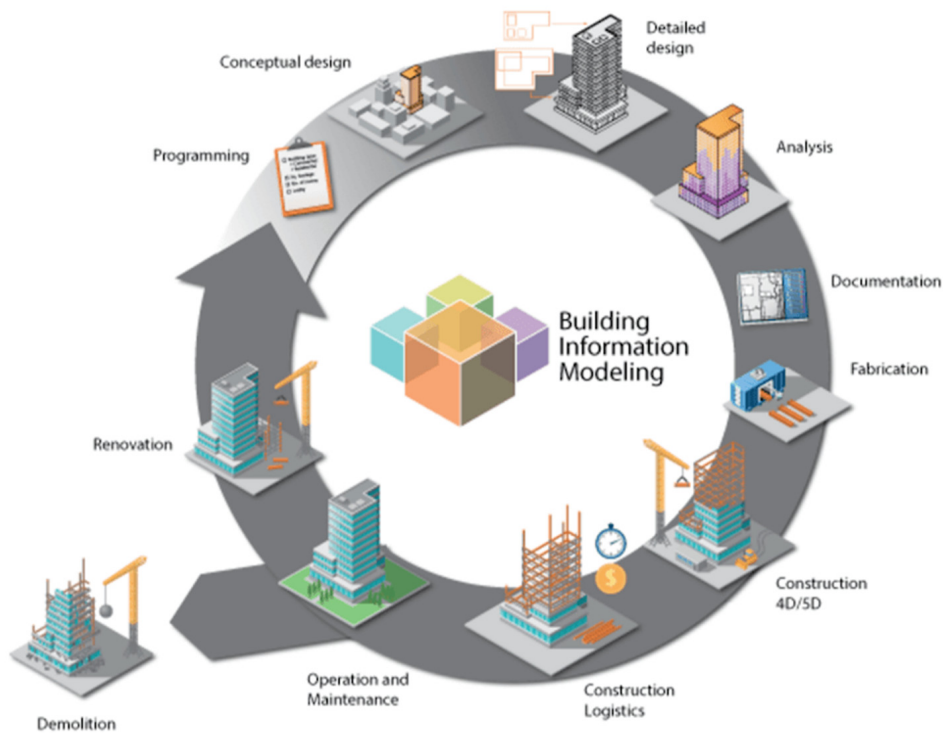 Detailed
design
Conceptual design
Programming
Analysis
Documentation
Building
Information
Modeling
Fabrication
Renovation
$
Construction
4D/5D
Operation and
Maintenance
Construction
Logistics
Demolition